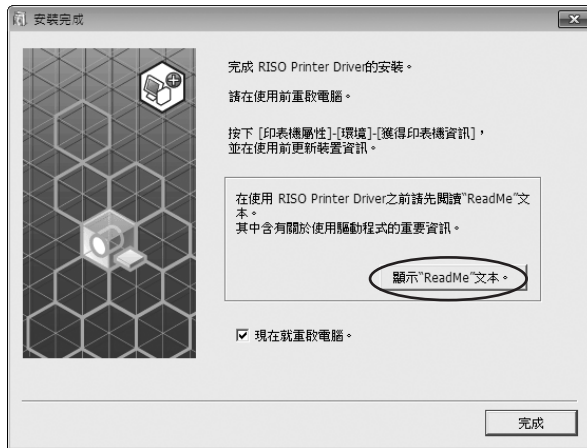 安裝完成
完成 RISO Printer Driver的安裝。
請在使用前重啟電腦。
按下 [印表機屬性]-[環境]-[獲得印表機資訊]，
並在使用前更新裝置資訊。
在使用 RISO Printer Driver之前請先閱讀“ReadMe”文
本。
其中含有關於使用驅動程式的重要資訊。
顯示“ReadMe”文本。
現在就重啟電腦。
完成